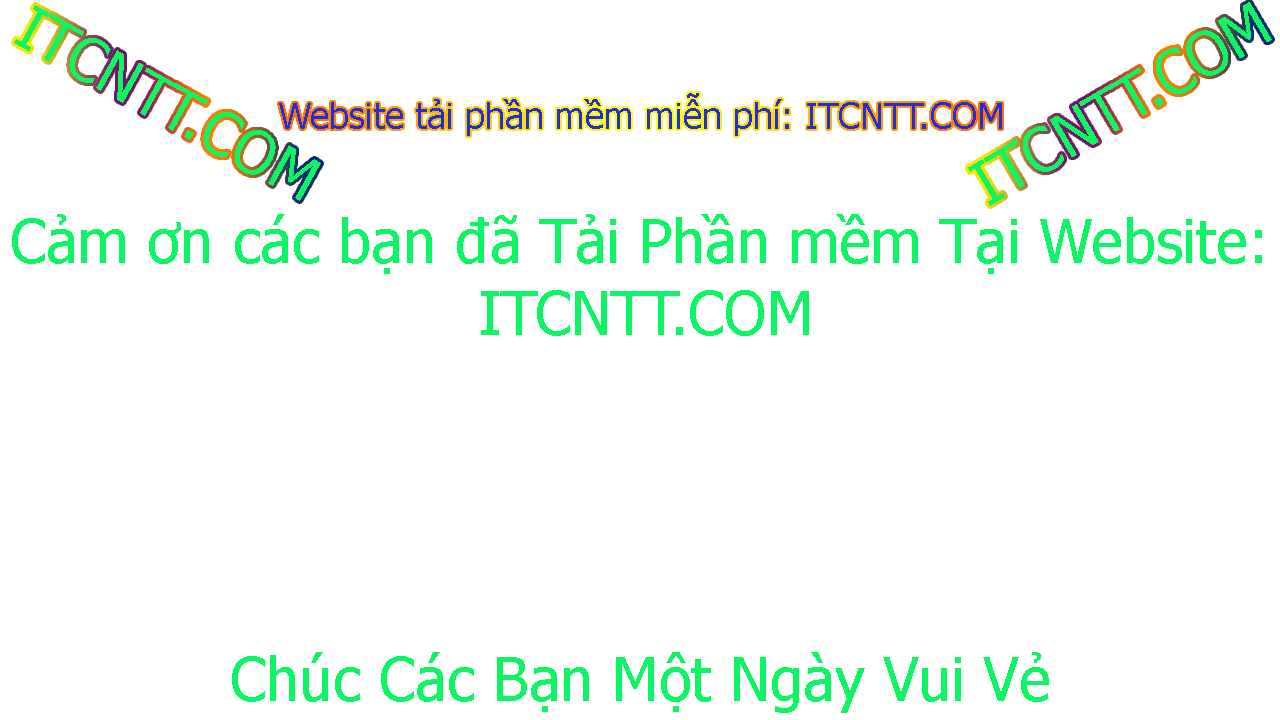 ITCNTT.COM
ITCNTT.COM
Website tải phần mềm miễn phí: ITCNTT.COM
Cảm ơn các bạn đã Tải Phần mềm Tại Website:
ITCNTT.COM
Chúc Các Bạn Một Ngày Vui Vẻ